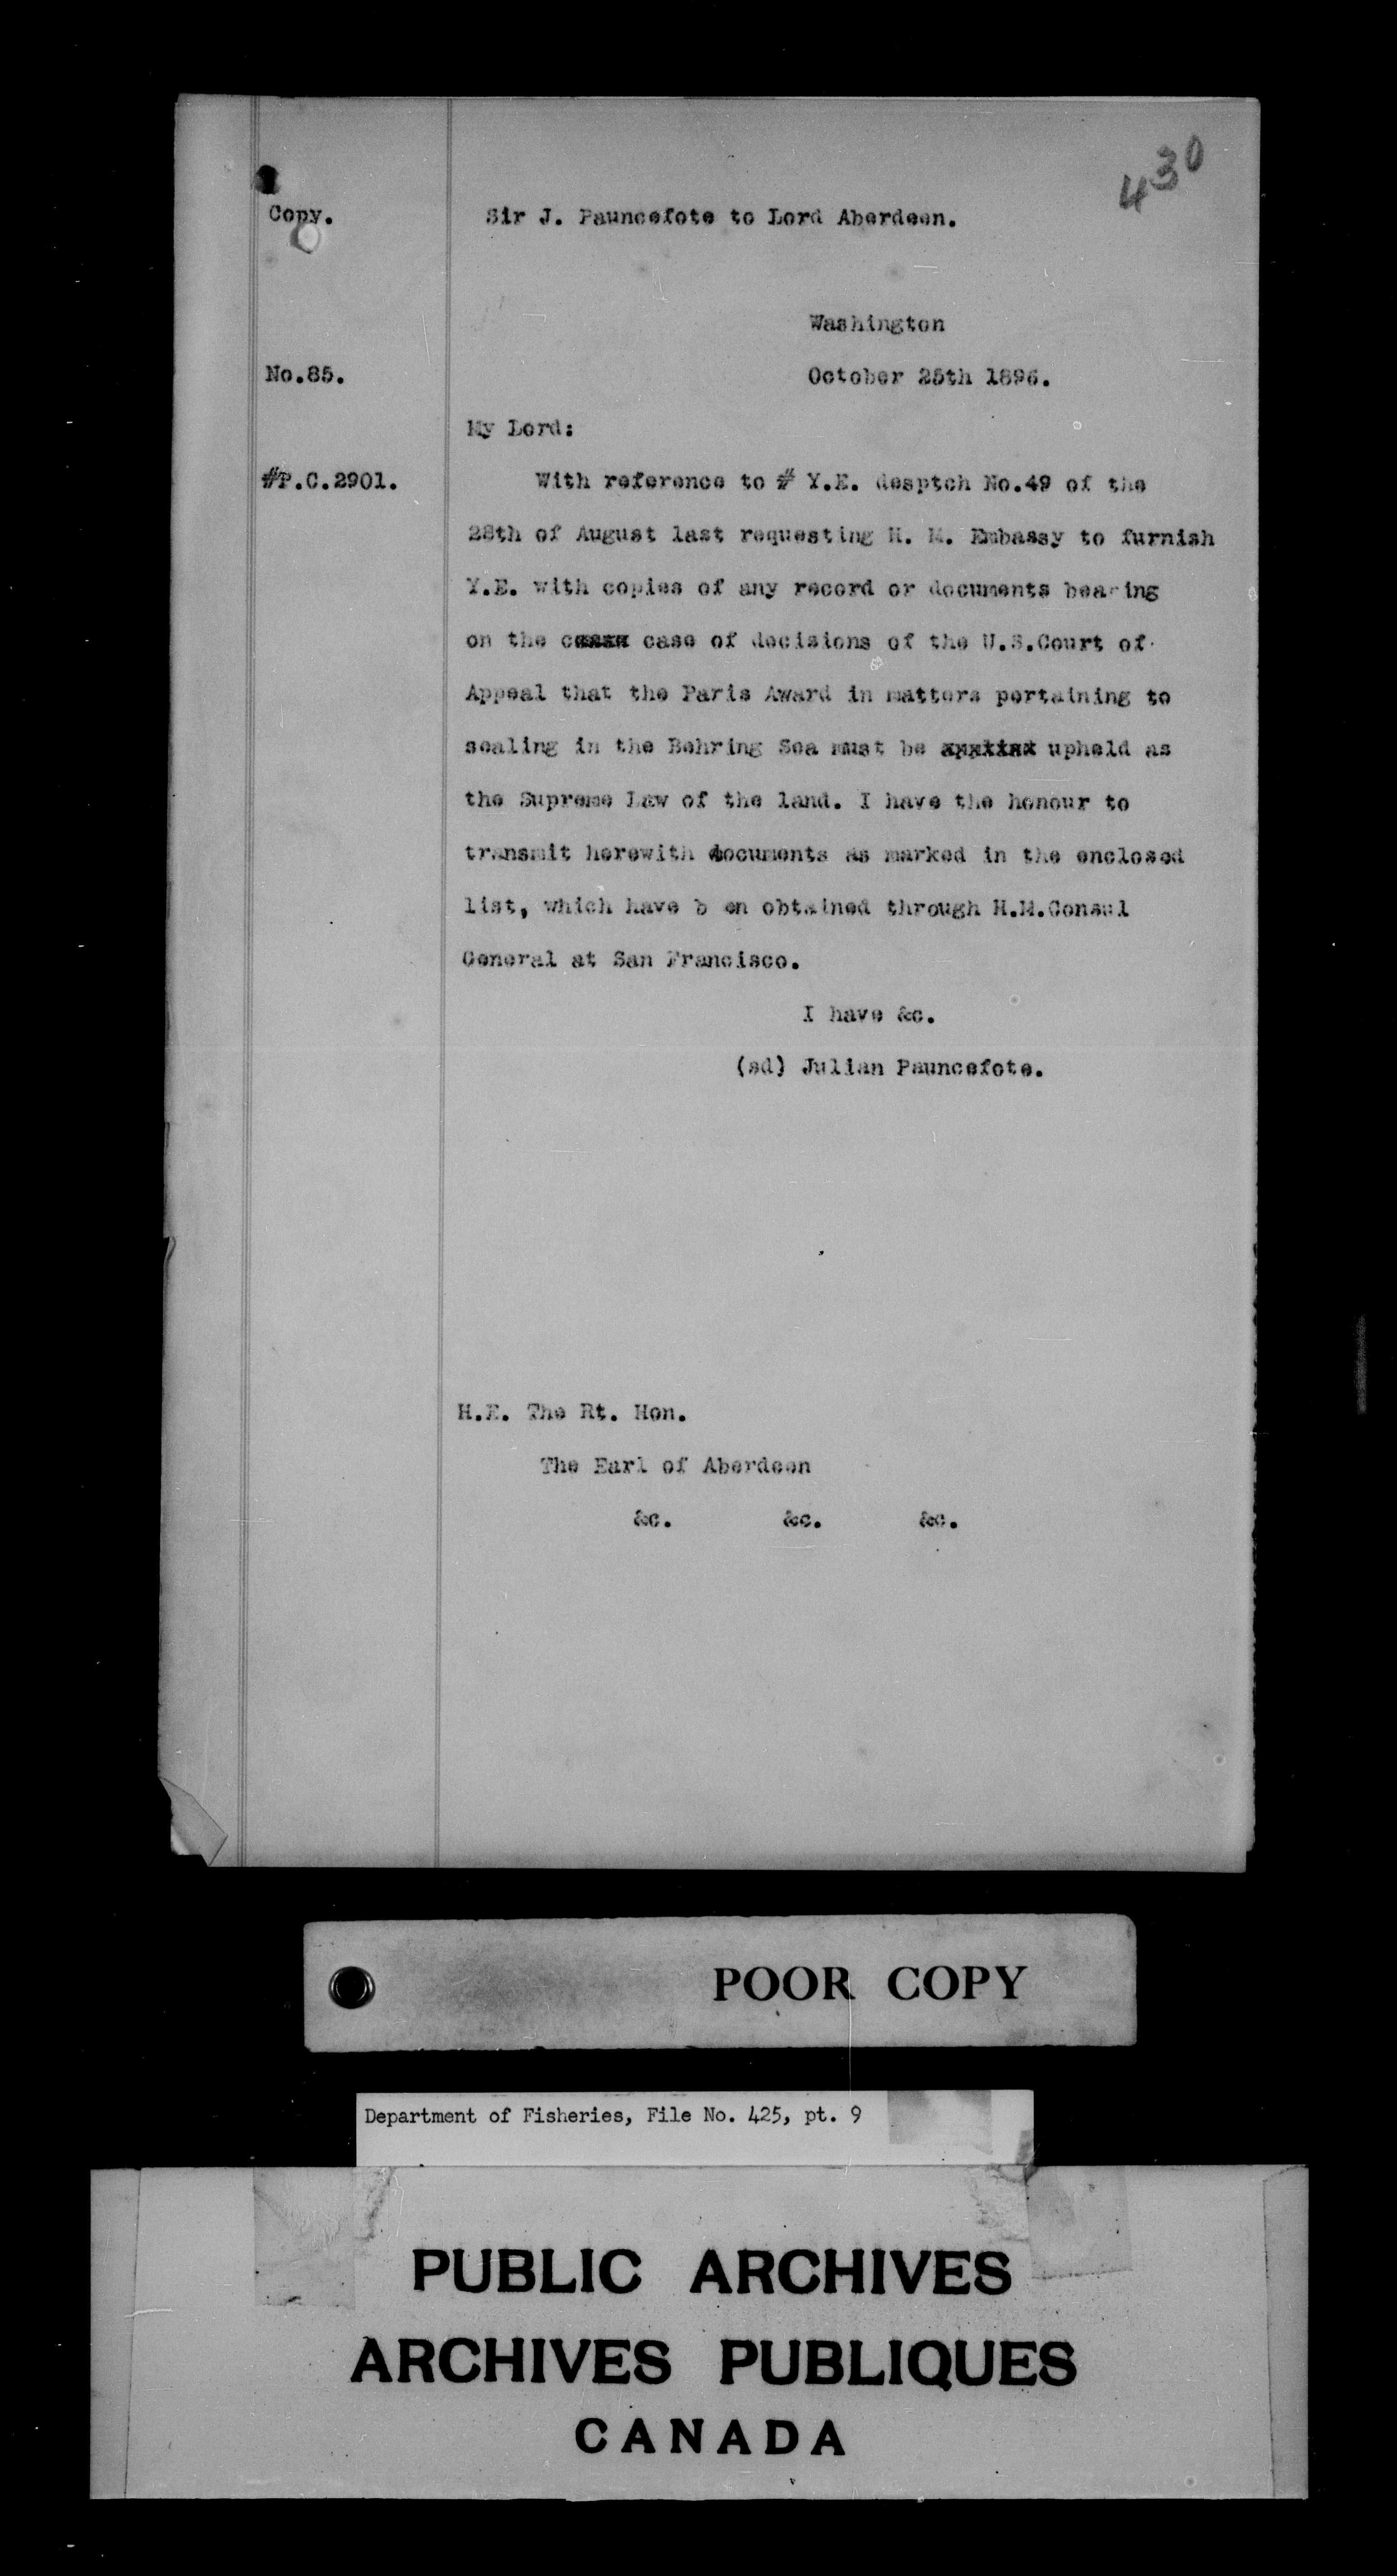 430
Copy.
Sir J. Pauncefote to Lord Aberdeen.
Washington
No.85.
October 25th 1896.
My Lord:
#P.C.2901.
With reference to # Y.E. desptch No.49 of the
28th of August last requesting H. M. Embassy to furnish
Y.E. with copies of any record or documents bearing
on the case of decisions of the U.S.Court of
Appeal that the Paris Award in matters pertaining to
sealing in the Behring Sea must be upheld as
the Supreme Law of the land. I have the honour to
transmit herewith documents as marked in the enclosed
list, which have b en obtained through H.M.Consul
General at San Francisco.
I have &c.
(sd) Julian Pauncefote.
H.E. The Rt. Hon.
The Earl of Aberdeen
&c. &c. &c.
POOR COPY
Department of Fisheries, File No. 425, pt. 9
PUBLIC ARCHIVES
ARCHIVES PUBLIQUES
CANADA